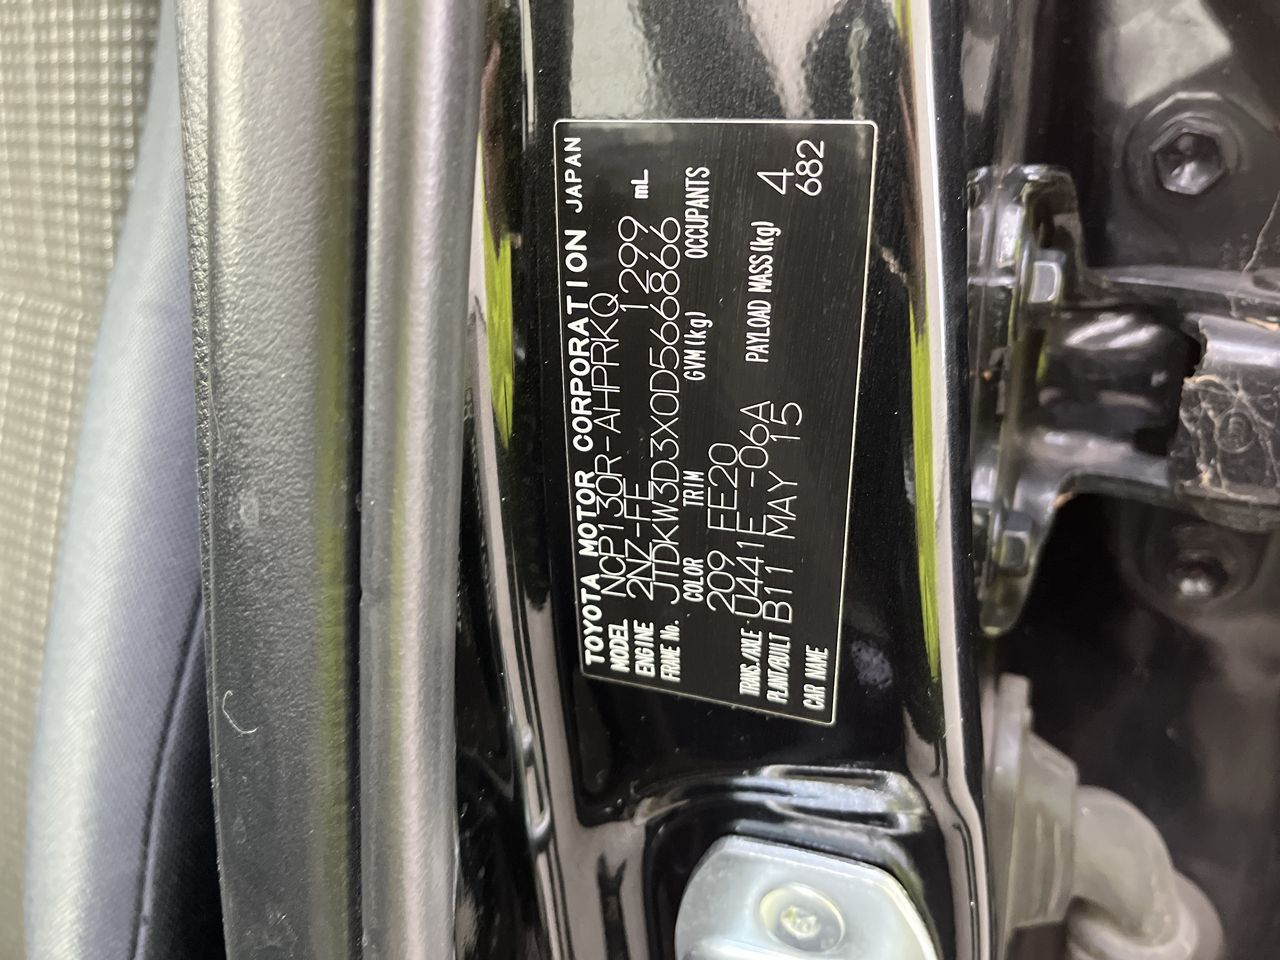 TOYOTA MOTOR CORPORATION JAPAN
MODEL NCP130R-AHPRKQ
ENGINE 2NZ-FE 1299 mL
FRAME No. JTDKW3D3X0D5668866
COLOR TRIM GVM(kg) OCCUPANTS
209 FE20
TRANS./AXLE U441E -06A PAYLOAD MASS(kg) 4
PLANT/BUILT B11 MAY 15 682
CAR NAME